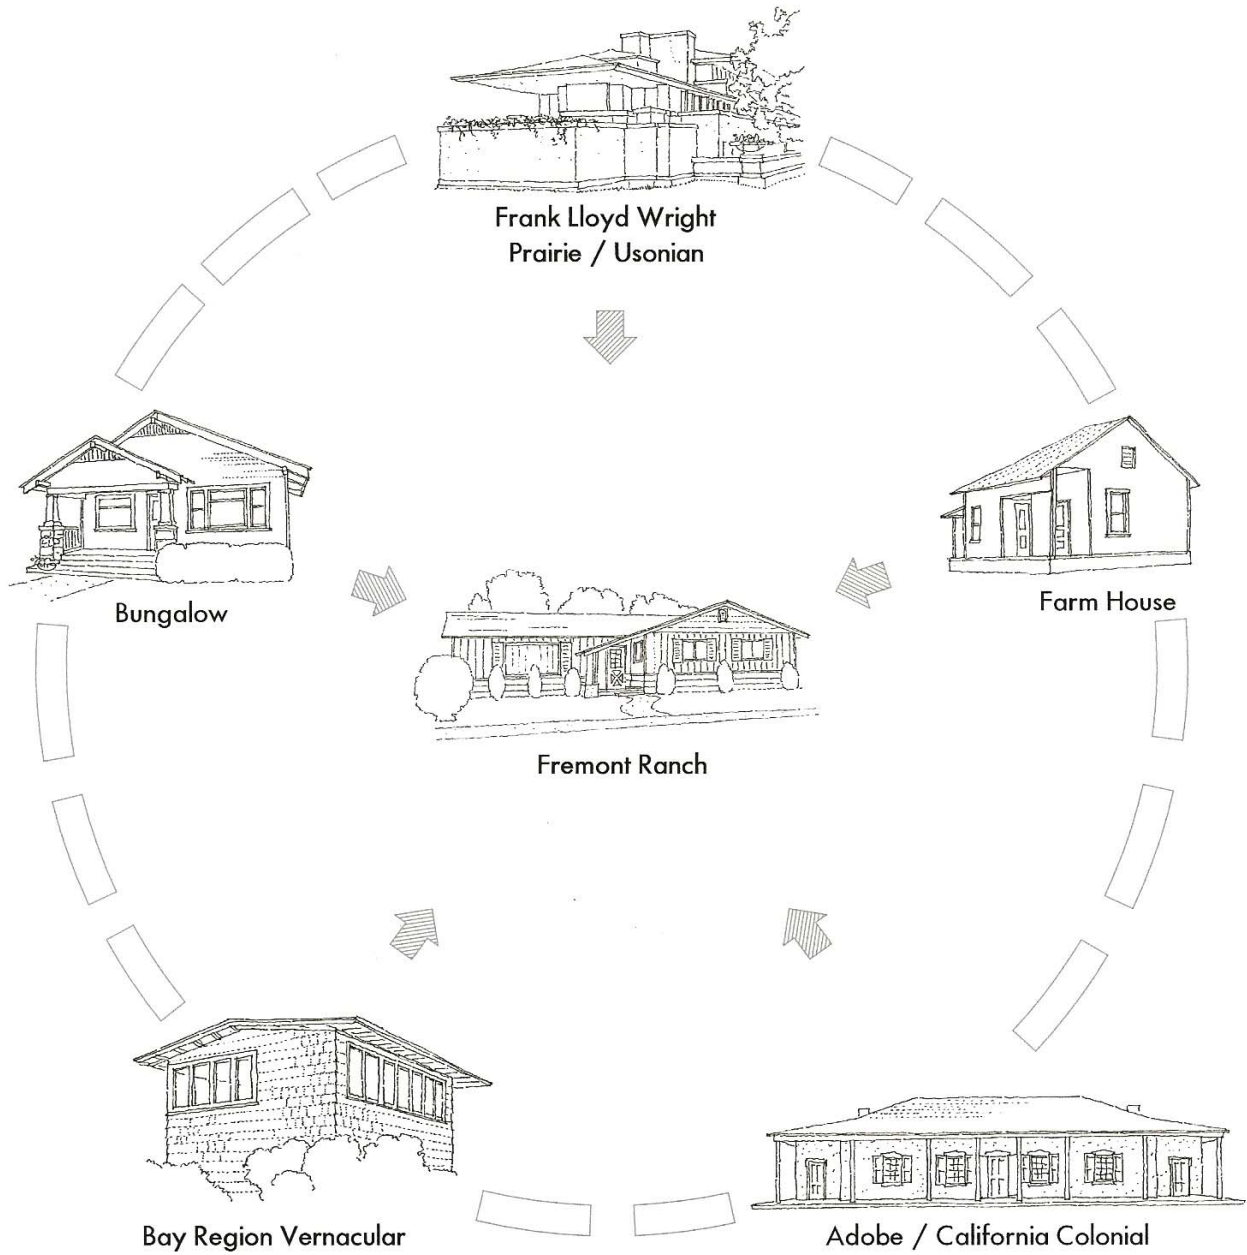 Frank Lloyd Wright
Prairie / Usonian
Bungalow
Farm House
Fremont Ranch
Bay Region Vernacular
Adobe / California Colonial